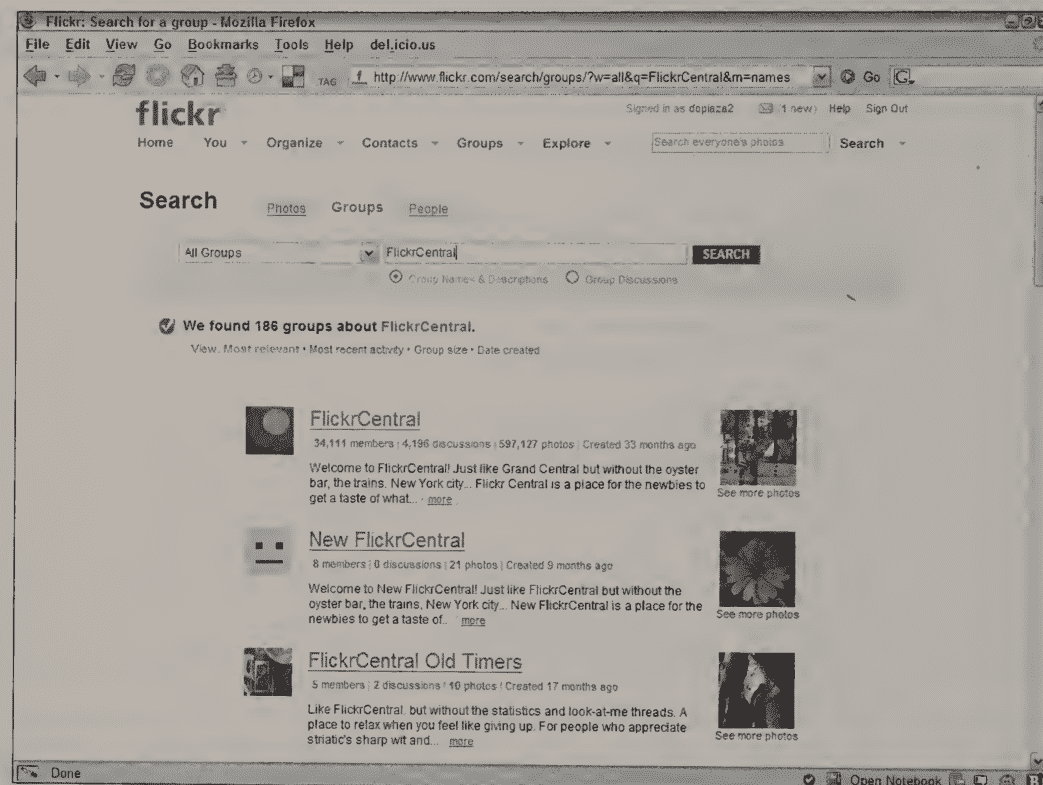 Flickr: Search for a group - Mozilla Firefox
File Edit View Go Bookmarks Tools Help del.icio.us
TAG http://www.flickr.com/search/groups/?w=all&q=FlickrCentral&m=names Go
flickr
Signed in as dopiaza2 (1 new) Help Sign Out
Home You Organize Contacts Groups Explore Search everyone's photos Search
Search Photos Groups People
All Groups FlickrCentral SEARCH
Group Names & Descriptions Group Discussions
We found 186 groups about FlickrCentral.
View: Most relevant • Most recent activity • Group size • Date created
FlickrCentral
34,111 members | 4,196 discussions | 597,127 photos | Created 33 months ago
Welcome to FlickrCentral! Just like Grand Central but without the oyster
bar, the trains, New York city... Flickr Central is a place for the newbies to
get a taste of what... more
See more photos
New FlickrCentral
8 members | 0 discussions | 21 photos | Created 9 months ago
Welcome to New FlickrCentral! Just like FlickrCentral but without the
oyster bar, the trains, New York city... New FlickrCentral is a place for the
newbies to get a taste of.. more
See more photos
FlickrCentral Old Timers
5 members | 2 discussions | 10 photos | Created 17 months ago
Like FlickrCentral, but without the statistics and look-at-me threads. A
place to relax when you feel like giving up. For people who appreciate
striatic's sharp wit and... more
See more photos
Done
Open Notebook